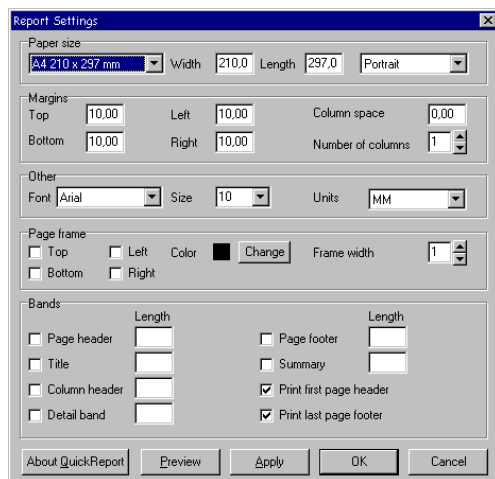 Report Settings
Paper size
A4 210 x 297 mm Width 210,0 Length 297,0 Portrait
Margins
Top 10,00 Left 10,00 Column space 0,00
Bottom 10,00 Right 10,00 Number of columns 1
Other
Font Arial Size 10 Units MM
Page frame
Top Left Color Change Frame width 1
Bottom Right
Bands
Length Length
Page header Page footer
Title Summary
Column header Print first page header
Detail band Print last page footer
About QuickReport Preview Apply OK Cancel